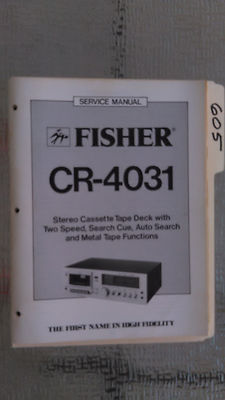 SERVICE MANUAL
FISHER®
CR-4031
Stereo Cassette Tape Deck with
Two Speed, Search Cue, Auto Search
and Metal Tape Functions
THE FIRST NAME IN HIGH FIDELITY
605